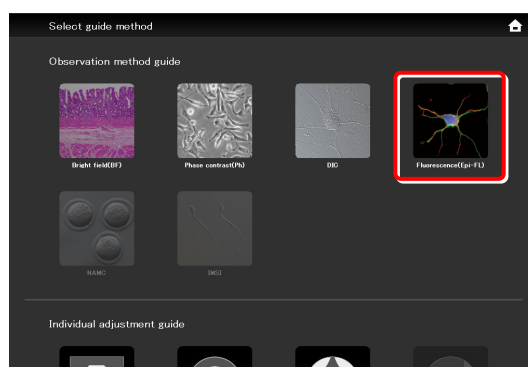 Select guide method
Observation method guide
Bright field(BF)
Phase contrast(Ph)
DIC
Fluorescence(Epi-FL)
NAMC
IMSI
Individual adjustment guide